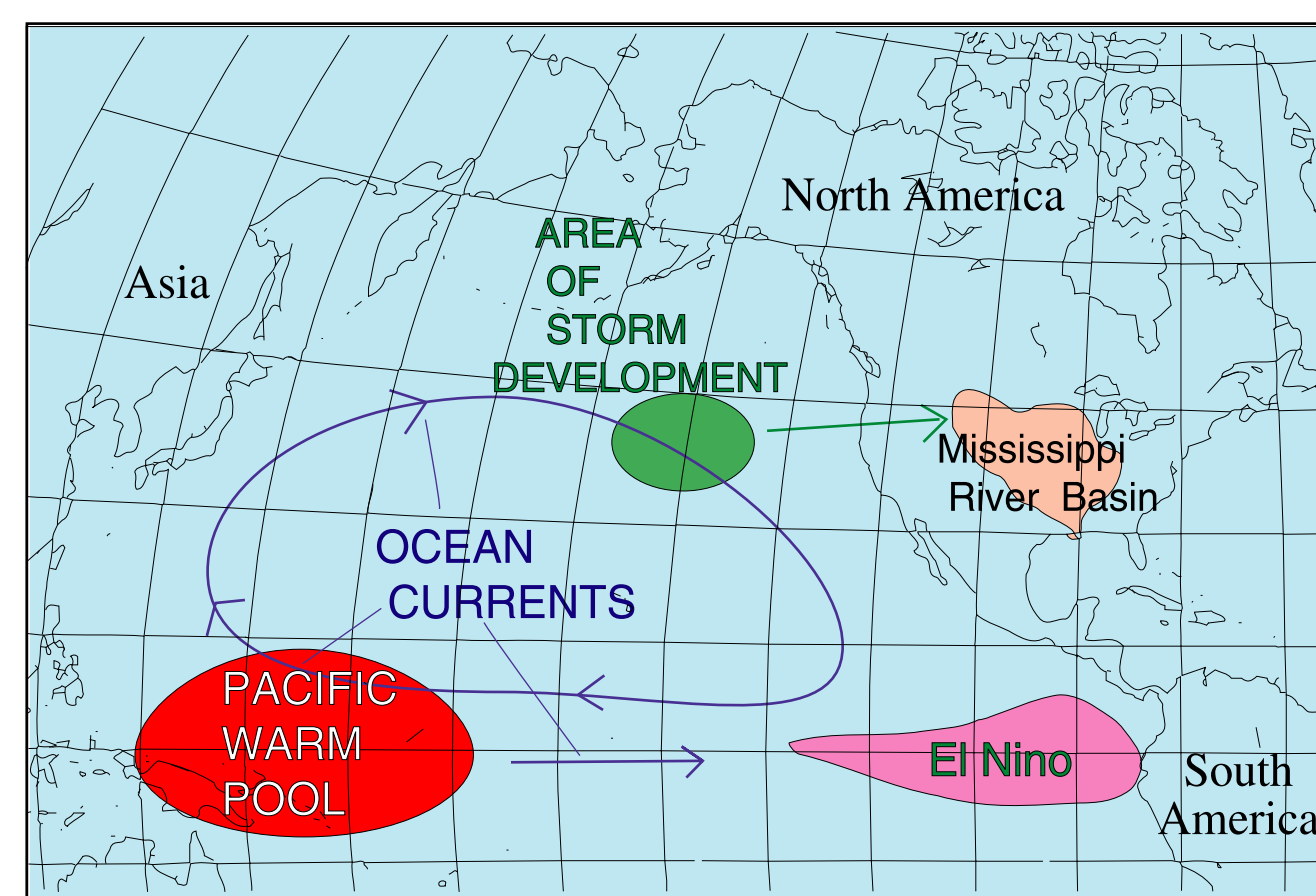 North America
AREA
OF
STORM
DEVELOPMENT
Asia
Mississippi
River Basin
OCEAN
CURRENTS
PACIFIC
WARM
POOL
El Nino
South
America